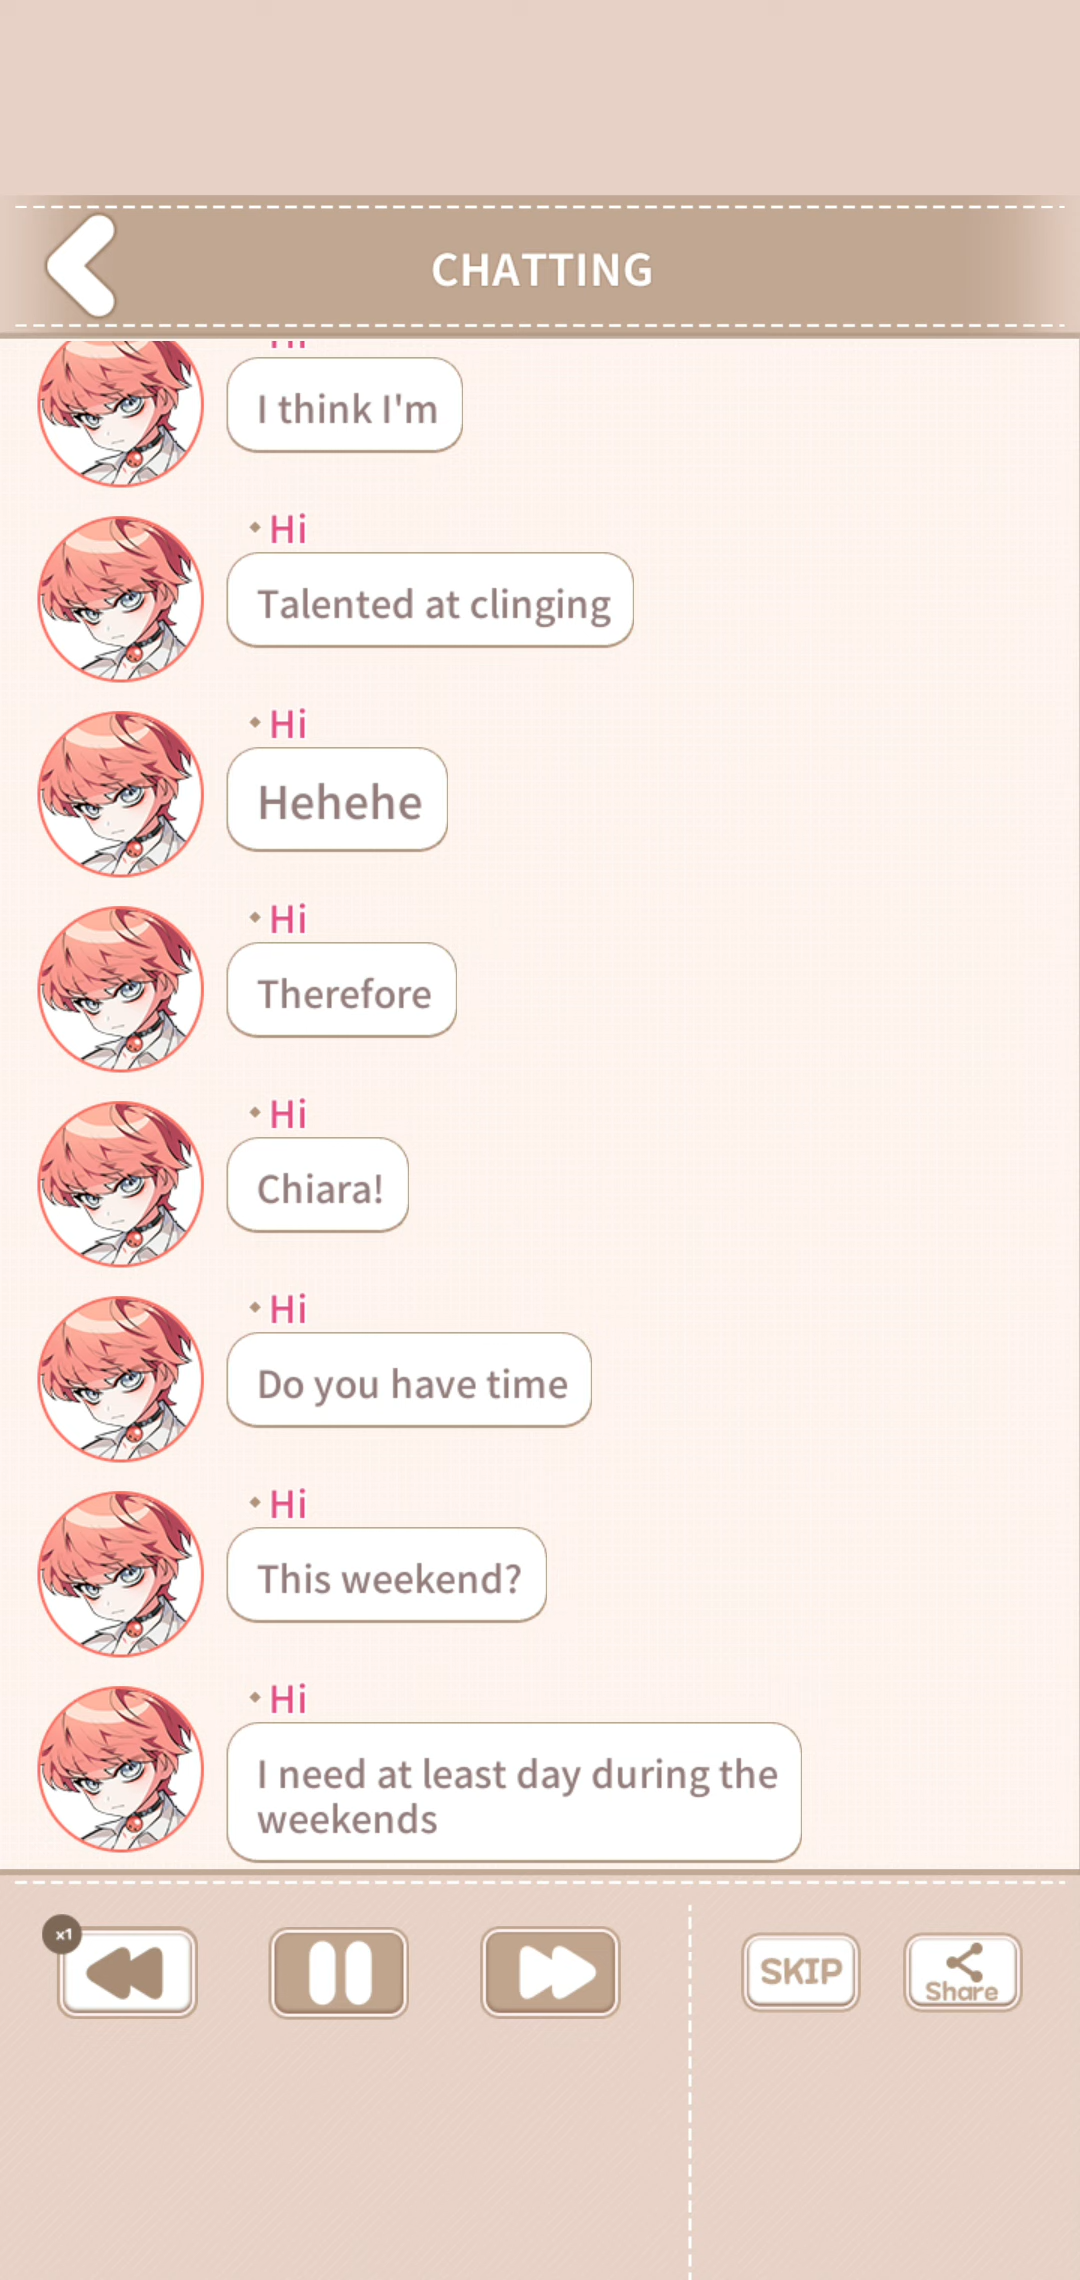 CHATTING
Hi
I think I'm
Hi
Talented at clinging
Hi
Hehehe
Hi
Therefore
Hi
Chiara!
Hi
Do you have time
Hi
This weekend?
Hi
I need at least day during the
weekends
x1
SKIP
Share